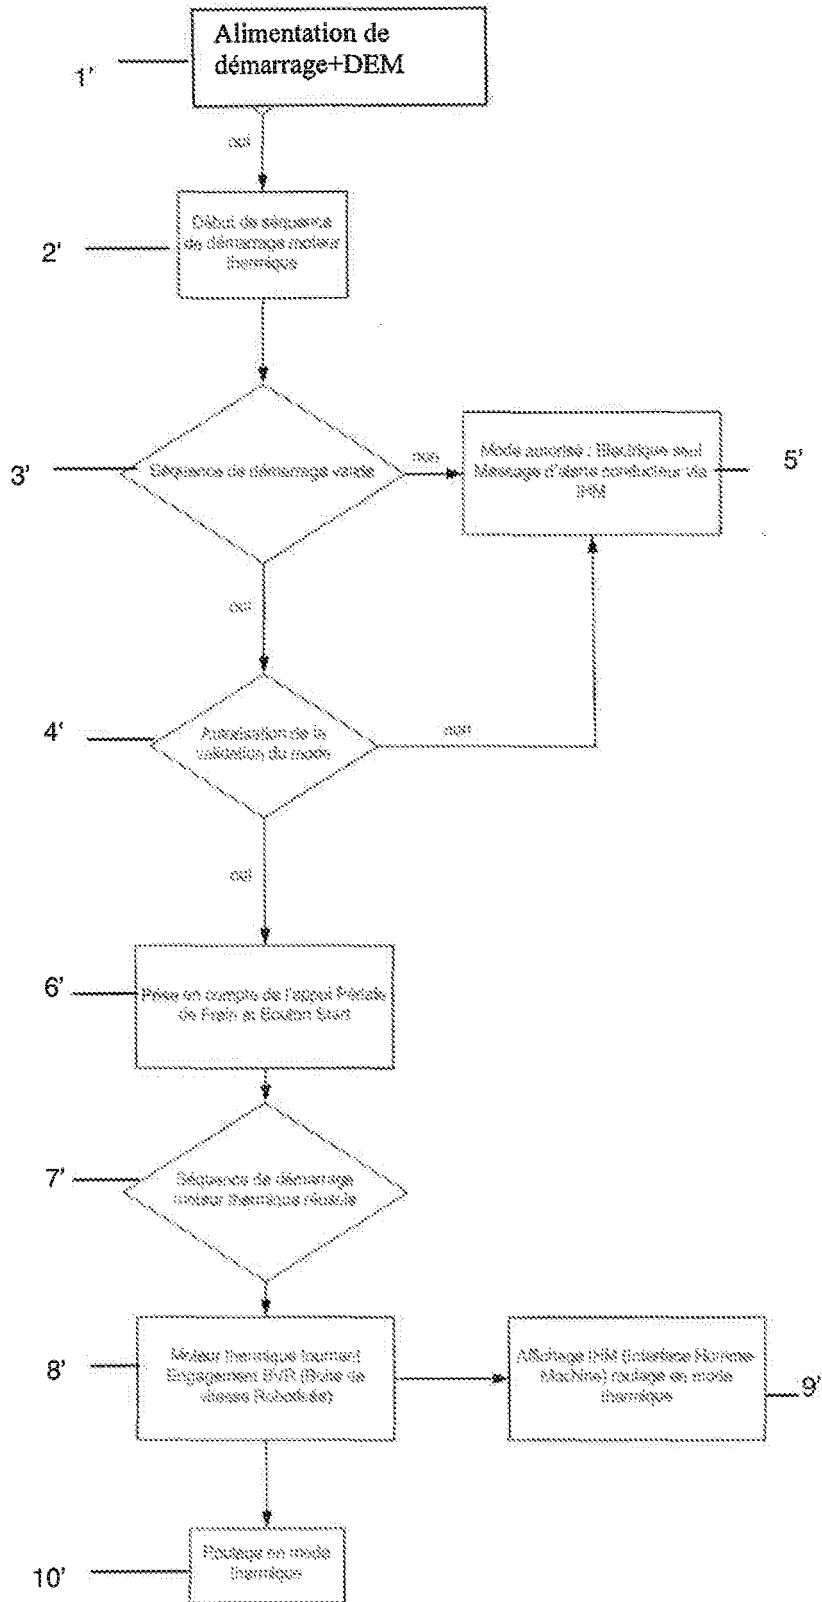 Alimentation de
démarrage+DEM
1'
oui
Début de séquence
de démarrage moteur
thermique
2'
Séquence de démarrage valide
3'
non
Mode autorisé : Electrique seul
Message d'alerte conducteur via
IHM
5'
oui
Autorisation de la
validation du mode
4'
non
oui
Prise en compte de l'appui Pédale
de Frein et Bouton Start
6'
Séquence de démarrage
moteur thermique réussie
7'
Moteur thermique tournant
Engagement BVR (Boite de
vitesse Robotisée)
8'
Affichage IHM (Interface Homme-
Machine) roulage en mode
thermique
9'
Roulage en mode
thermique
10'